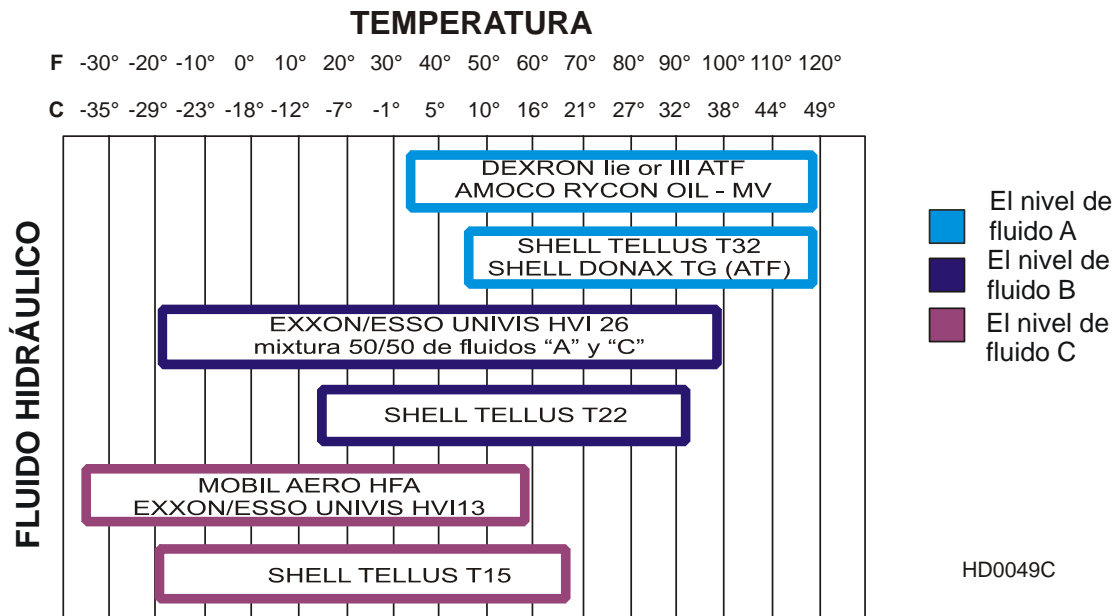 TEMPERATURA
F -30° -20° -10° 0° 10° 20° 30° 40° 50° 60° 70° 80° 90° 100° 110° 120°
C -35° -29° -23° -18° -12° -7° -1° 5° 10° 16° 21° 27° 32° 38° 44° 49°
FLUIDO HIDRÁULICO
DEXRON Iie or III ATF
AMOCO RYCON OIL - MV
SHELL TELLUS T32
SHELL DONAX TG (ATF)
EXXON/ESSO UNIVIS HVI 26
mixtura 50/50 de fluidos “A” y “C”
SHELL TELLUS T22
MOBIL AERO HFA
EXXON/ESSO UNIVIS HVI13
SHELL TELLUS T15
El nivel de
fluido A
El nivel de
fluido B
El nivel de
fluido C
HD0049C